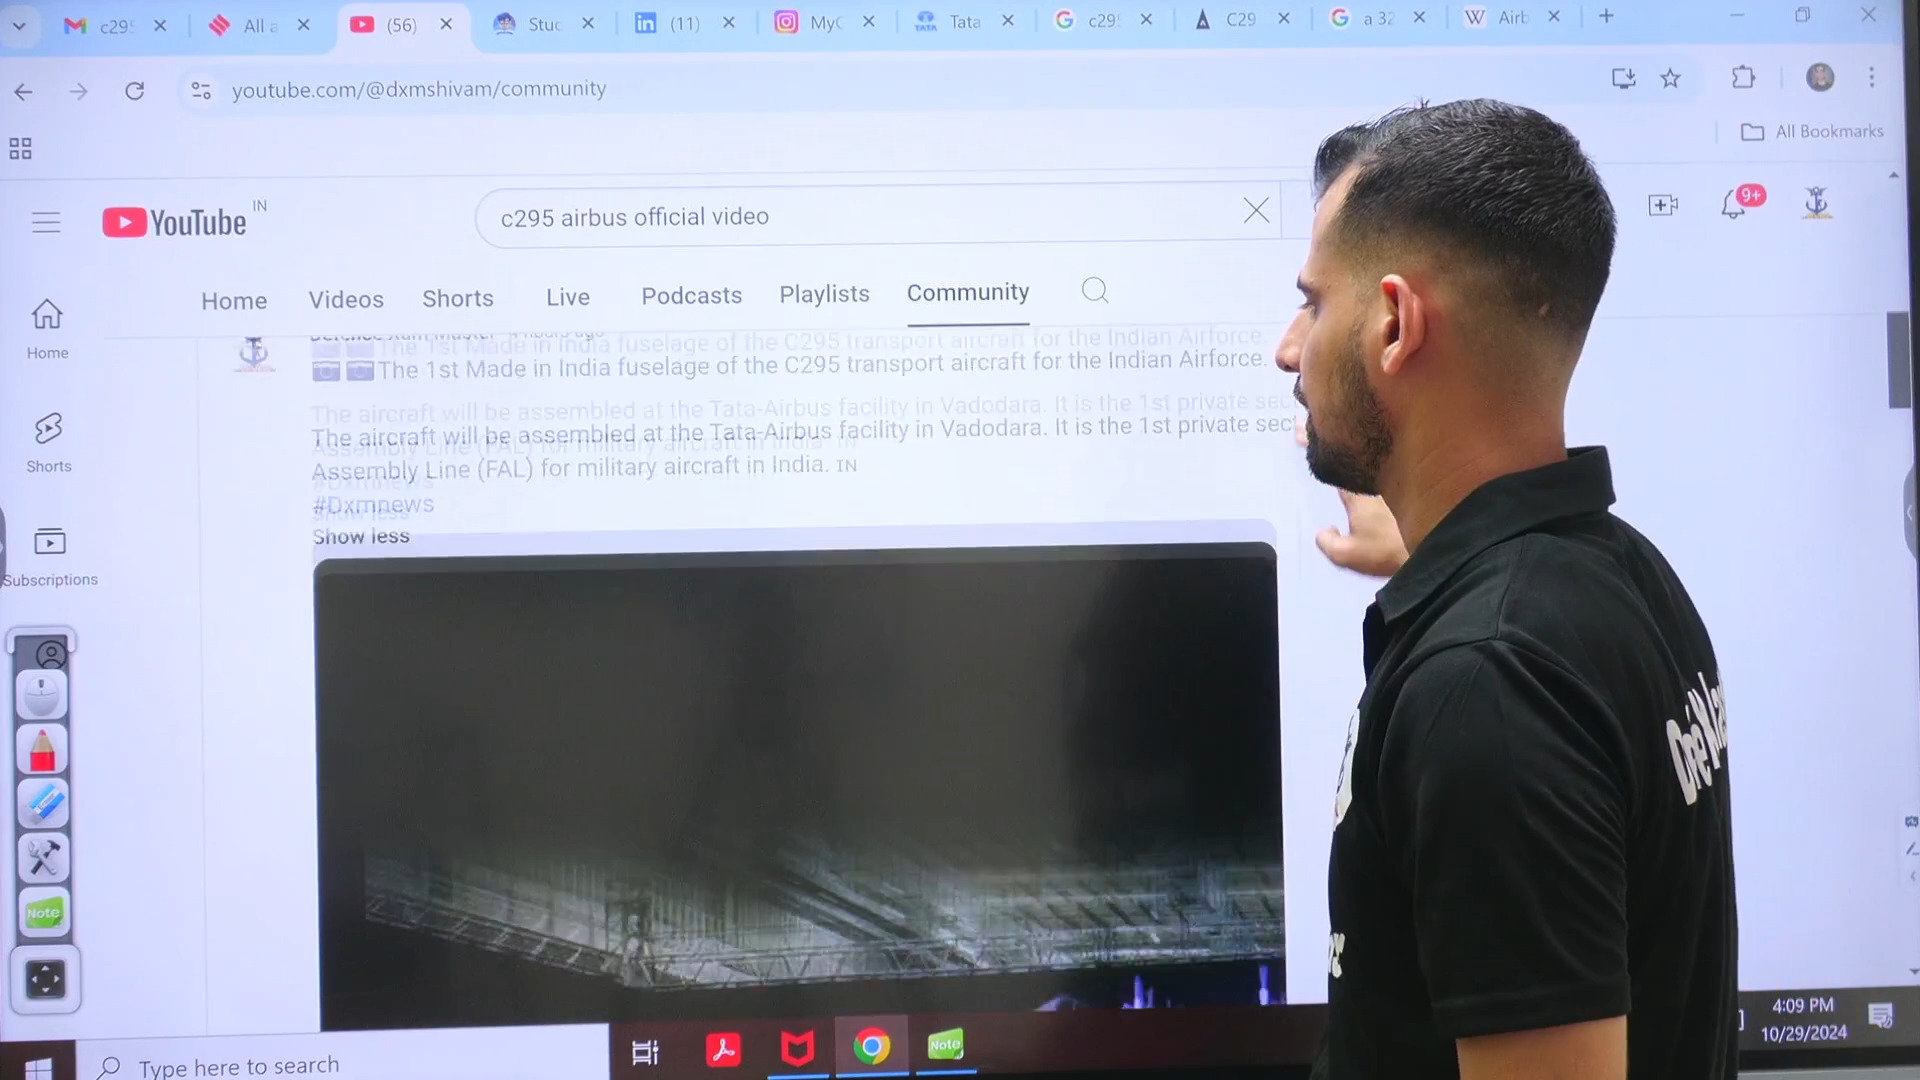 c29
All a
(56)
Stuc
(11)
My
Tata
c29
C29
a 32
Airb
youtube.com/@dxmshivam/community
All Bookmarks
YouTube IN
c295 airbus official video
9+
Home
Videos
Shorts
Live
Podcasts
Playlists
Community
Home
Shorts
Subscriptions
The 1st Made in India fuselage of the C295 transport aircraft for the Indian Airforce.
The aircraft will be assembled at the Tata-Airbus facility in Vadodara. It is the 1st private sec
Assembly Line (FAL) for military aircraft in India. IN
#Dxmnews
Show less
Note
Type here to search
Note
4:09 PM
10/29/2024